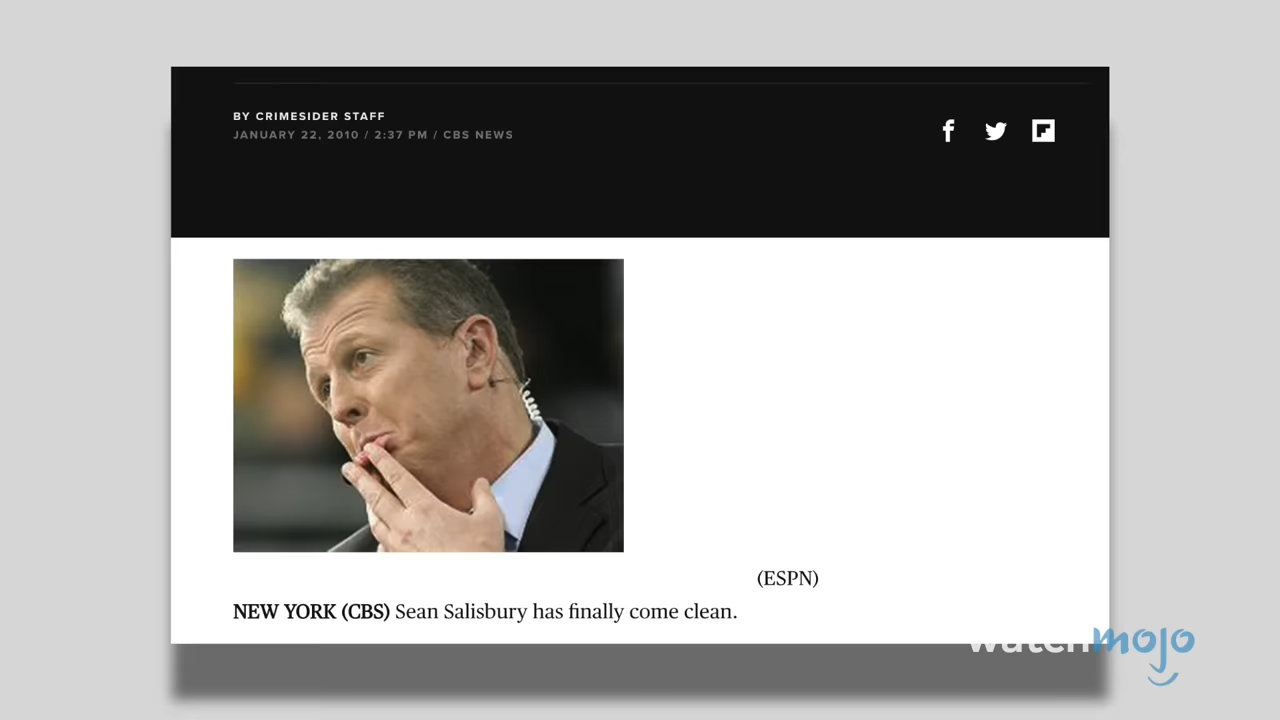 BY CRIMESIDER STAFF
JANUARY 22, 2010 / 2:37 PM / CBS NEWS
(ESPN)
NEW YORK (CBS) Sean Salisbury has finally come clean.
watchmojo